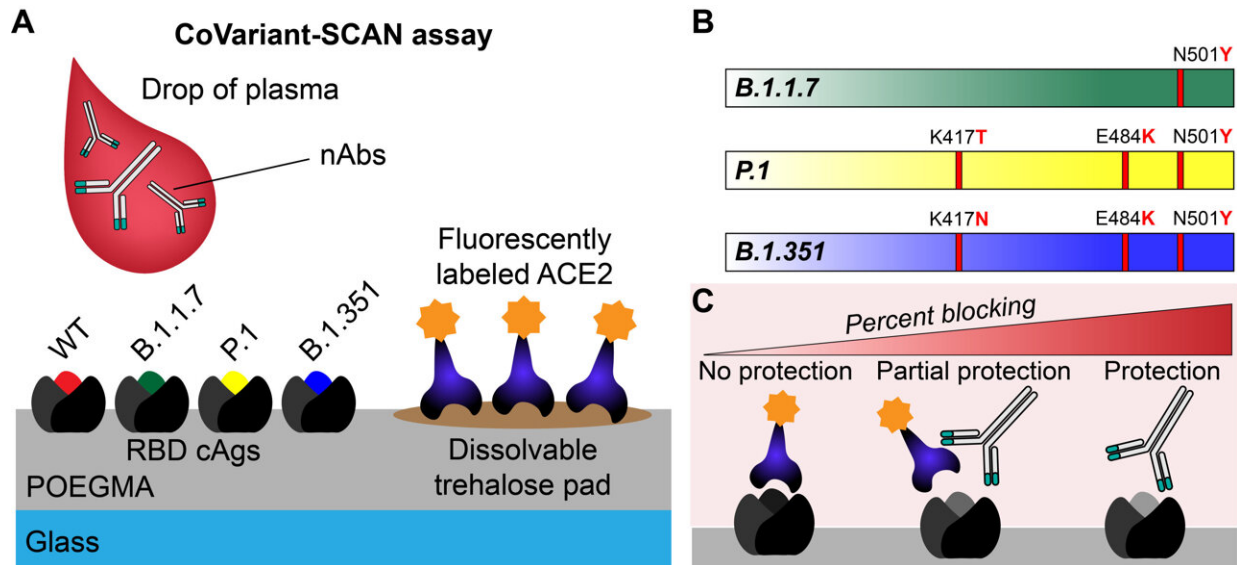 A
CoVariant-SCAN assay
Drop of plasma
nAbs
Fluorescently
labeled ACE2
WT
B.1.1.7
P.1
B.1.351
RBD cAgs
Dissolvable
trehalose pad
POEGMA
Glass
B
N501Y
B.1.1.7
K417T E484K N501Y
P.1
K417N E484K N501Y
B.1.351
C
Percent blocking
No protection Partial protection Protection